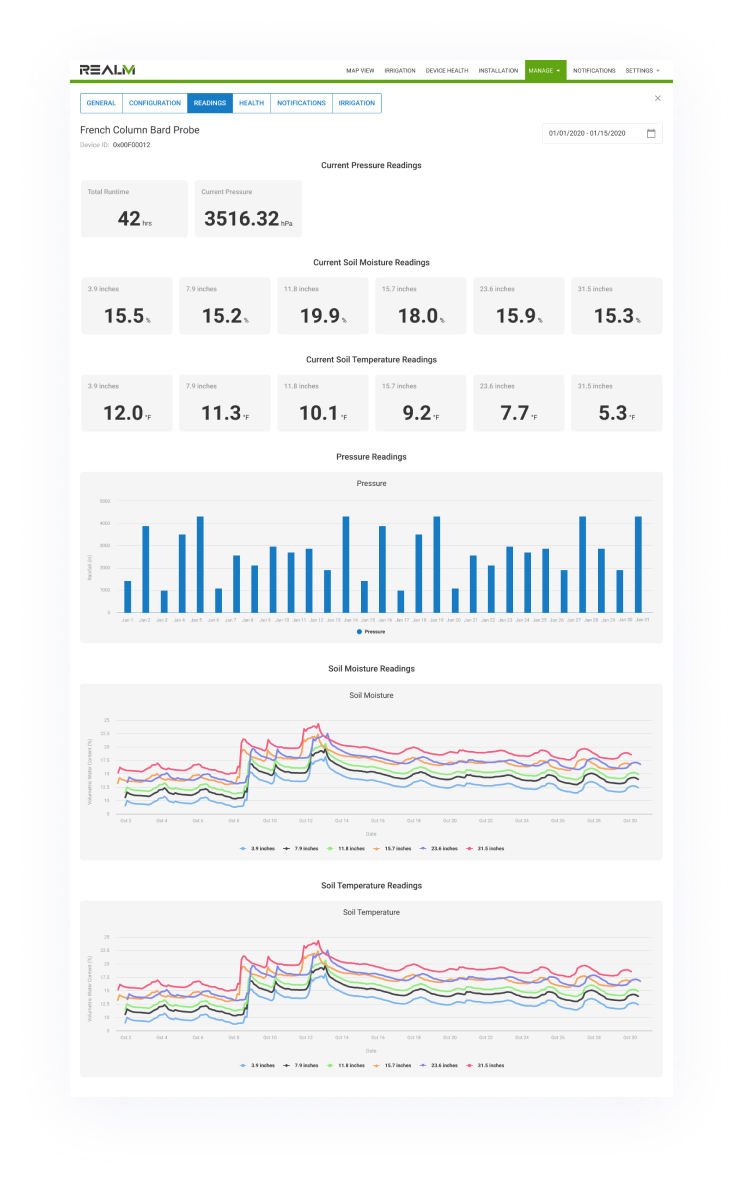 REALM
MAP VIEW IRRIGATION DEVICE HEALTH INSTALLATION MANAGE NOTIFICATIONS SETTINGS
GENERAL CONFIGURATION READINGS HEALTH NOTIFICATIONS IRRIGATION
French Column Bard Probe
01/01/2020 - 01/15/2020
Device ID: 0x00F00012
Current Pressure Readings
Total Runtime Current Pressure
42 hrs 3516.32 hPa
Current Soil Moisture Readings
3.9 inches 7.9 inches 11.8 inches 15.7 inches 23.6 inches 31.5 inches
15.5 % 15.2 % 19.9 % 18.0 % 15.9 % 15.3 %
Current Soil Temperature Readings
3.9 inches 7.9 inches 11.8 inches 15.7 inches 23.6 inches 31.5 inches
12.0 °F 11.3 °F 10.1 °F 9.2 °F 7.7 °F 5.3 °F
Pressure Readings
Pressure
5000
4000
3000
2000
1000
0
Rainfall (in)
Jan 1 Jan 2 Jan 3 Jan 4 Jan 5 Jan 6 Jan 7 Jan 8 Jan 9 Jan 10 Jan 11 Jan 12 Jan 13 Jan 14 Jan 15 Jan 16 Jan 17 Jan 18 Jan 19 Jan 20 Jan 21 Jan 22 Jan 23 Jan 24 Jan 25 Jan 26 Jan 27 Jan 28 Jan 29 Jan 30 Jan 31
Pressure
Soil Moisture Readings
Soil Moisture
25
22.5
20
17.5
15
12.5
10
Volumetric Water Content (%)
Oct 2 Oct 4 Oct 6 Oct 8 Oct 10 Oct 12 Oct 14 Oct 16 Oct 18 Oct 20 Oct 22 Oct 24 Oct 26 Oct 28 Oct 30
Date
3.9 inches 7.9 inches 11.8 inches 15.7 inches 23.6 inches 31.5 inches
Soil Temperature Readings
Soil Temperature
25
22.5
20
17.5
15
12.5
10
Volumetric Water Content (%)
Oct 2 Oct 4 Oct 6 Oct 8 Oct 10 Oct 12 Oct 14 Oct 16 Oct 18 Oct 20 Oct 22 Oct 24 Oct 26 Oct 28 Oct 30
Date
3.9 inches 7.9 inches 11.8 inches 15.7 inches 23.6 inches 31.5 inches